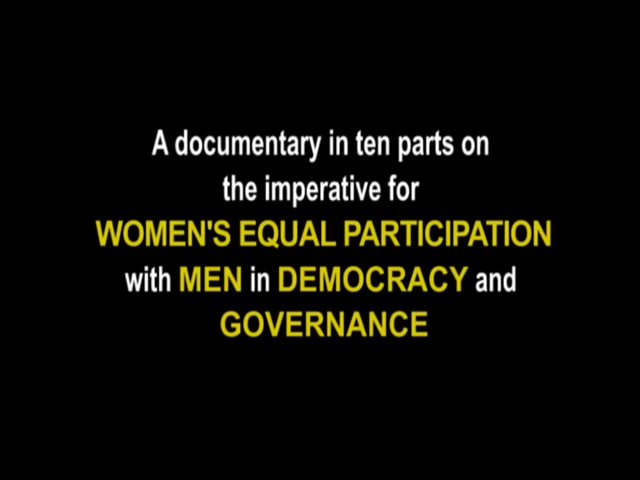 A documentary in ten parts on
the imperative for
WOMEN'S EQUAL PARTICIPATION
with MEN in DEMOCRACY and
GOVERNANCE